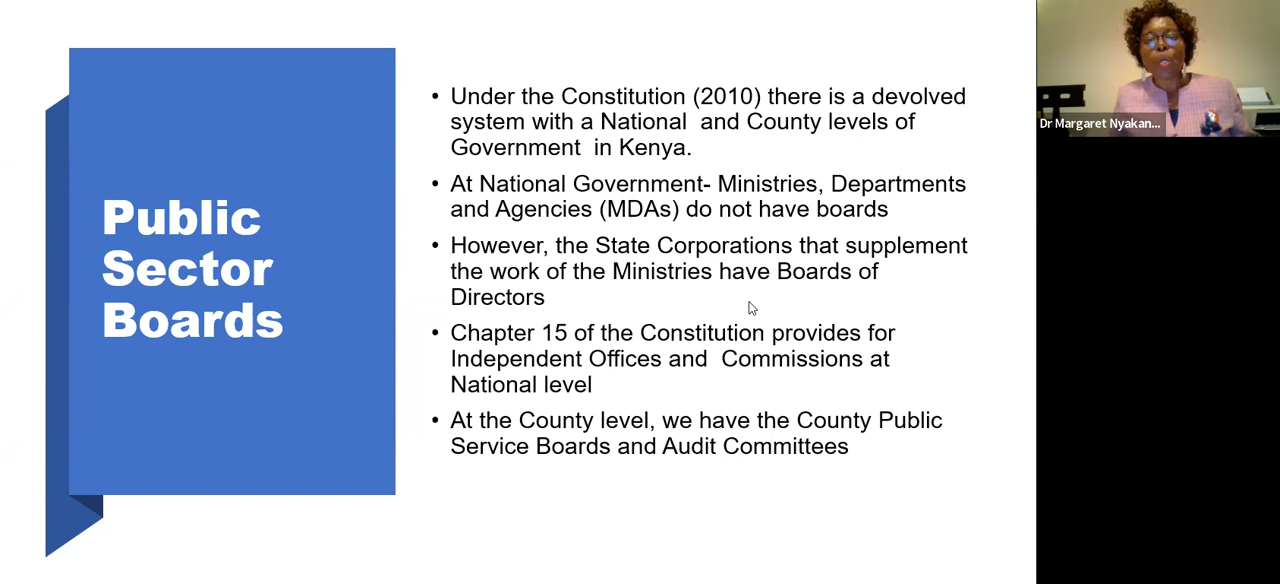 Public
Sector
Boards
• Under the Constitution (2010) there is a devolved
system with a National  and County levels of
Government  in Kenya.
• At National Government- Ministries, Departments
and Agencies (MDAs) do not have boards
• However, the State Corporations that supplement
the work of the Ministries have Boards of
Directors
• Chapter 15 of the Constitution provides for
Independent Offices and  Commissions at
National level
• At the County level, we have the County Public
Service Boards and Audit Committees
Dr Margaret Nyakan...